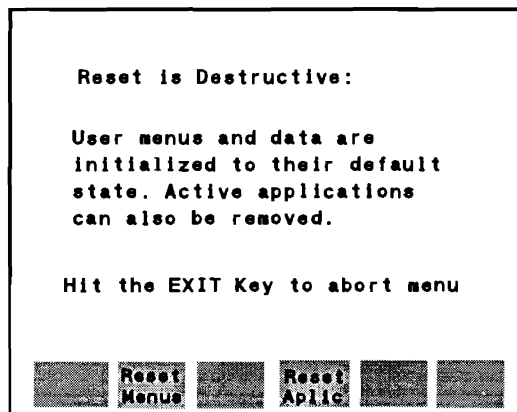 Reset is Destructive:
User menus and data are
initialized to their default
state. Active applications
can also be removed.
Hit the EXIT Key to abort menu
Reset Reset
Menus Aplic